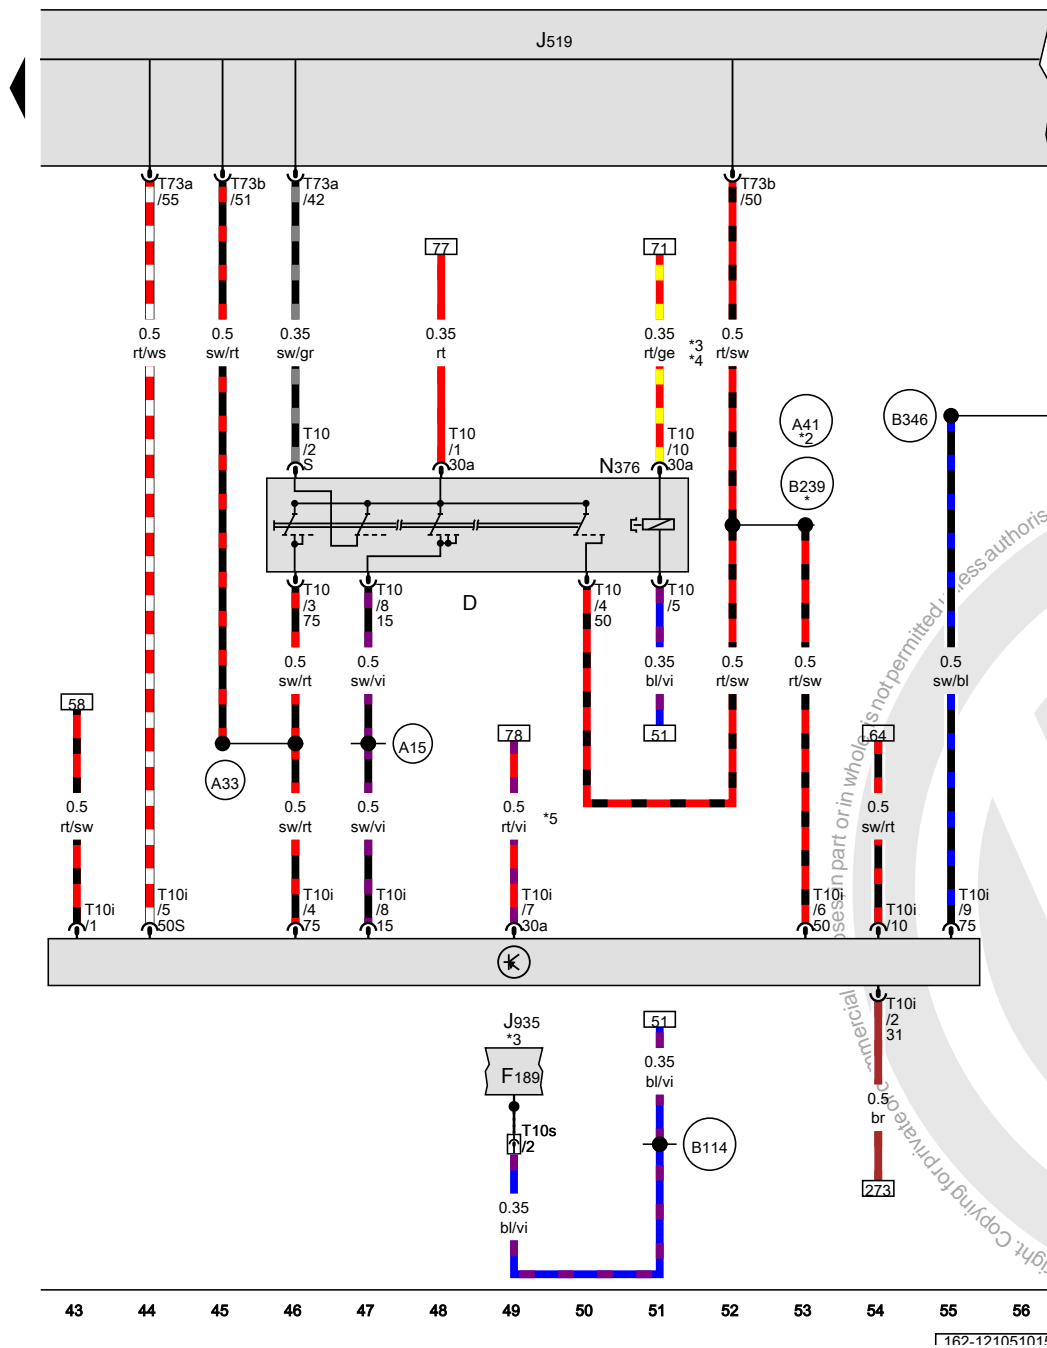 J519
T73a
/55
T73b
/51
T73a
/42
T73b
/50
77
71
0.5
rt/ws
0.5
sw/rt
0.35
sw/gr
0.35
rt
0.35
rt/ge
*3
*4
0.5
rt/sw
A41
*2
B346
T10
/2
S
T10
/1
30a
N376
T10
/10
30a
B239
*
T10
/3
75
T10
/8
15
D
T10
/4
50
T10
/5
0.5
sw/rt
0.5
sw/vi
0.35
bl/vi
0.5
rt/sw
0.5
rt/sw
0.5
sw/bl
58
A33
A15
78
51
64
0.5
rt/sw
0.5
sw/rt
0.5
sw/vi
0.5
rt/vi
*5
0.5
sw/rt
T10i
/1
T10i
/5
50S
T10i
/4
75
T10i
/8
15
T10i
/7
30a
T10i
/6
50
T10i
/10
T10i
/9
75
J935
*3
F189
T10s
/2
0.35
bl/vi
51
0.35
bl/vi
B114
T10i
/2
31
0.5
br
273
43 44 45 46 47 48 49 50 51 52 53 54 55 56
162-121051015